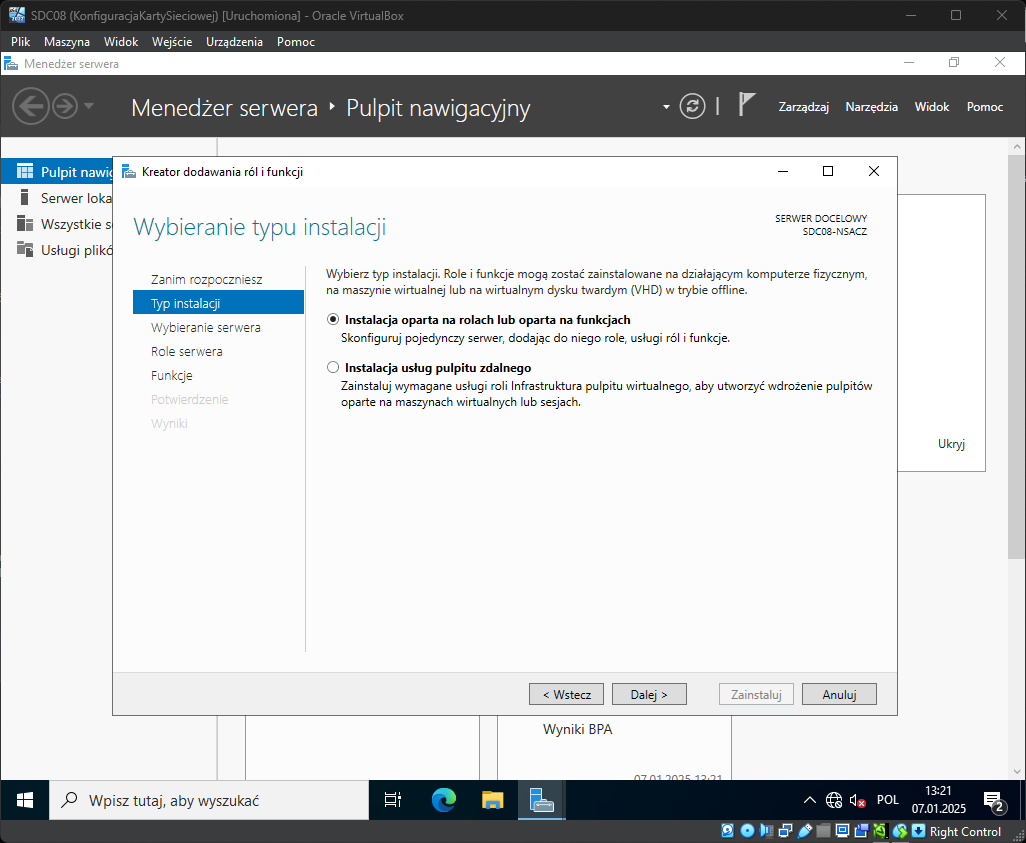 SDC08 (KonfiguracjaKartySieciowej) [Uruchomiona] - Oracle VirtualBox
Plik Maszyna Widok Wejście Urządzenia Pomoc
Menedżer serwera
Menedżer serwera Pulpit nawigacyjny
Zarządzaj Narzędzia Widok Pomoc
Pulpit nawig
Serwer loka
Wszystkie s
Usługi plikó
Kreator dodawania ról i funkcji
Wybieranie typu instalacji
SERWER DOCELOWY
SDC08-NSACZ
Zanim rozpoczniesz
Typ instalacji
Wybieranie serwera
Role serwera
Funkcje
Potwierdzenie
Wyniki
Wybierz typ instalacji. Role i funkcje mogą zostać zainstalowane na działającym komputerze fizycznym,
na maszynie wirtualnej lub na wirtualnym dysku twardym (VHD) w trybie offline.
Instalacja oparta na rolach lub oparta na funkcjach
Skonfiguruj pojedynczy serwer, dodając do niego role, usługi ról i funkcje.
Instalacja usług pulpitu zdalnego
Zainstaluj wymagane usługi roli Infrastruktura pulpitu wirtualnego, aby utworzyć wdrożenie pulpitów
oparte na maszynach wirtualnych lub sesjach.
Ukryj
< Wstecz Dalej > Zainstaluj Anuluj
Wyniki BPA
07.01.2025 13:21
Wpisz tutaj, aby wyszukać
POL
13:21
07.01.2025
2
Right Control